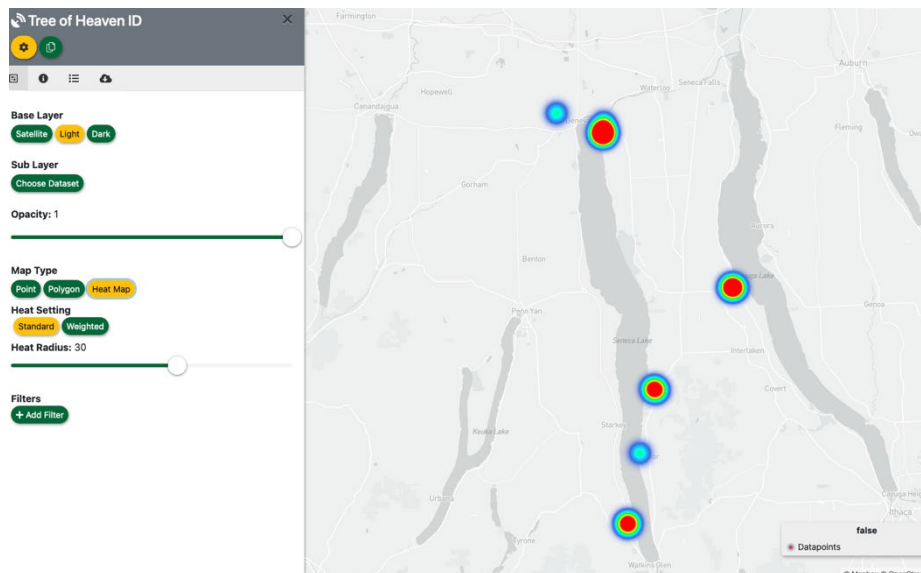 Tree of Heaven ID
Base Layer
Satellite Light Dark
Sub Layer
Choose Dataset
Opacity: 1
Map Type
Point Polygon Heat Map
Heat Setting
Standard Weighted
Heat Radius: 30
Filters
+ Add Filter
Farmington
Auburn
Seneca Falls
Waterloo
Hopewell
Canandaigua
Fleming
Gorham
Aurora
Benton
Genoa
Penn Yan
Seneca Lake
Interlaken
Covert
Starkey
Keuka Lake
Urbana
Ithaca
Tyrone
Watkins Glen
false
Datapoints